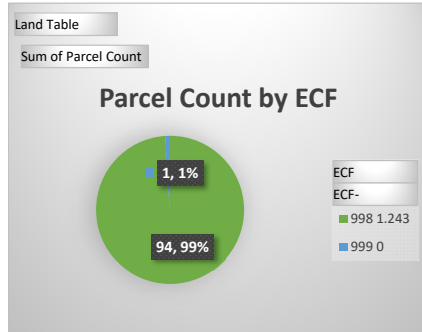 Land Table
Sum of Parcel Count
Parcel Count by ECF
1, 1%
94, 99%
ECF
ECF-
998 1.243
999 0